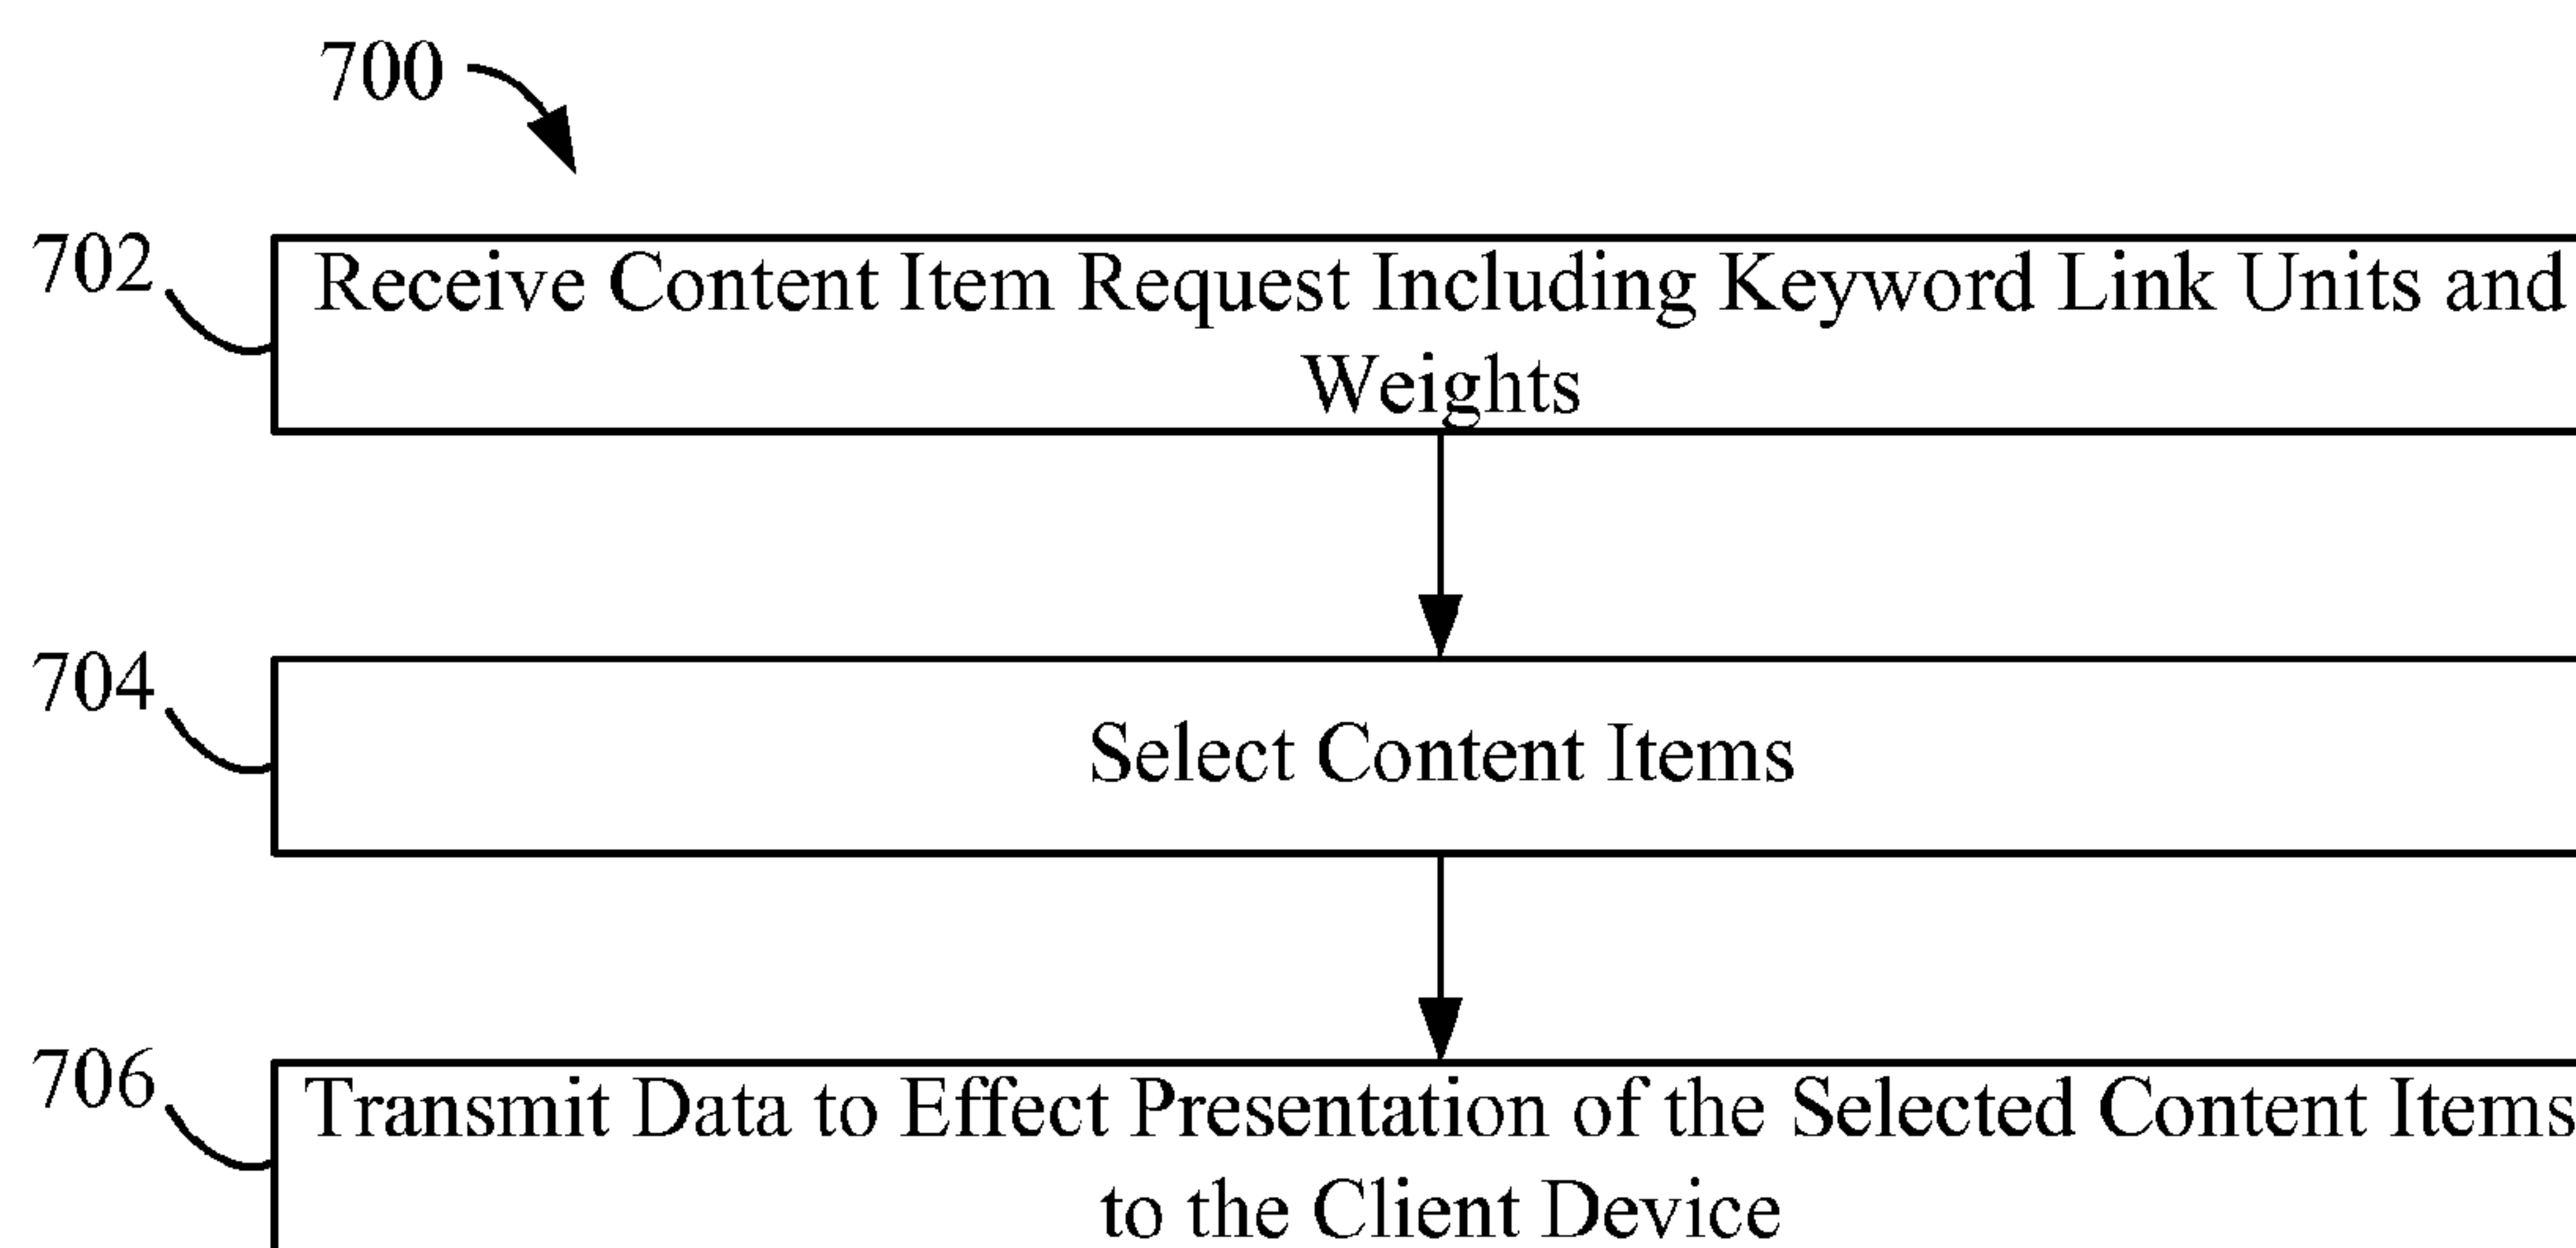 700
702
Receive Content Item Request Including Keyword Link Units and
Weights
704
Select Content Items
706
Transmit Data to Effect Presentation of the Selected Content Items
to the Client Device